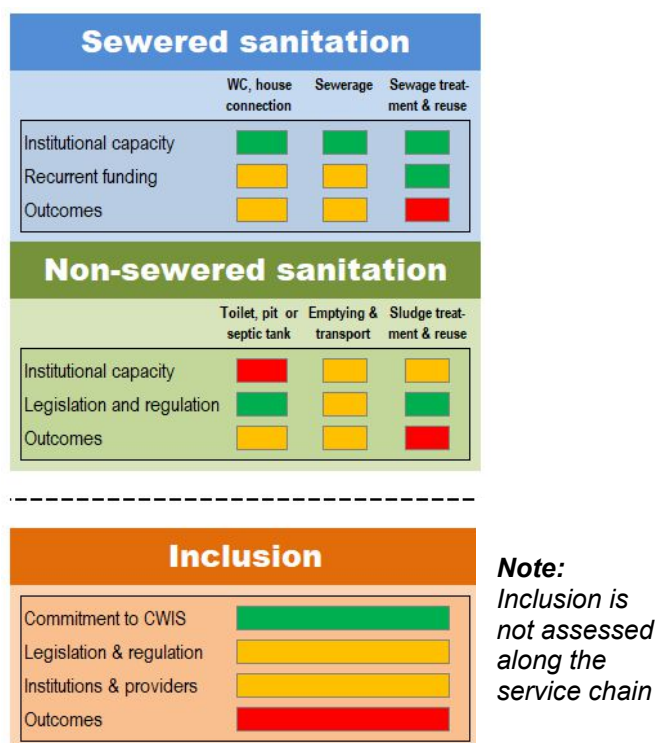 Sewered sanitation
WC, house Sewerage Sewage treat-
connection ment & reuse
Institutional capacity
Recurrent funding
Outcomes
Non-sewered sanitation
Toilet, pit or Emptying & Sludge treat-
septic tank transport ment & reuse
Institutional capacity
Legislation and regulation
Outcomes
Inclusion
Commitment to CWIS
Legislation & regulation
Institutions & providers
Outcomes
Note:
Inclusion is
not assessed
along the
service chain